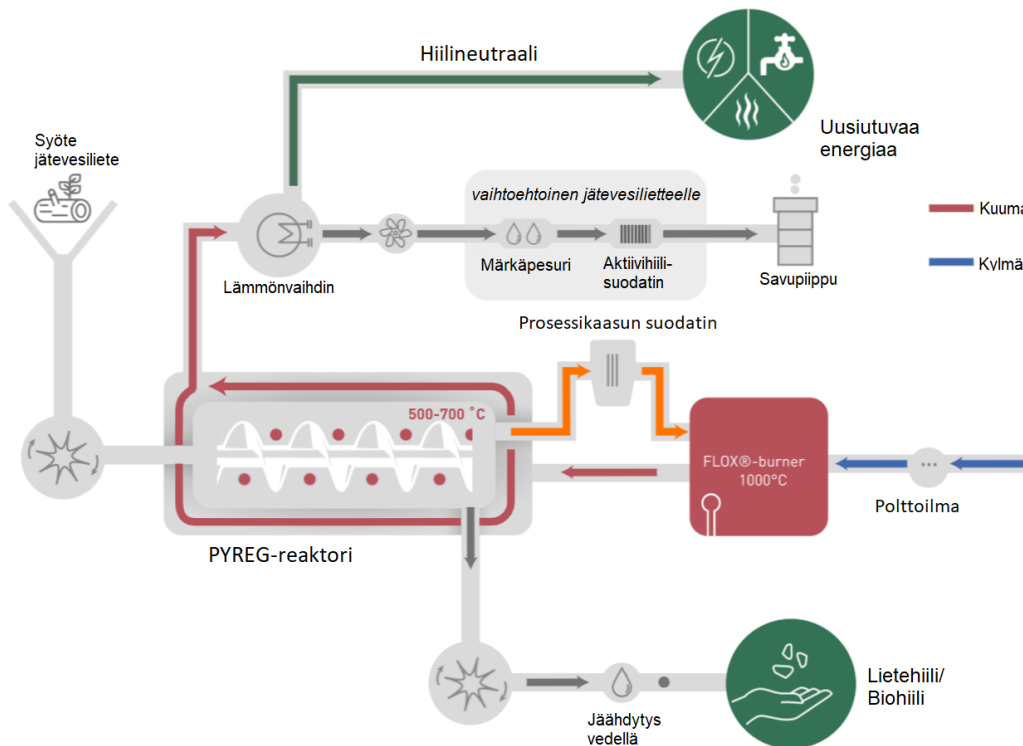 Hiilineutraali
Uusiutuvaa
energiaa
Syöte
jätevesiliete
vaihtoehtoinen jätevesilietteelle
Kuuma
Kylmä
Lämmönvaihdin
Märkäpesuri
Aktiivihiili-
suodatin
Savupiippu
Prosessikaasun suodatin
500-700 °C
FLOX®-burner
1000°C
Polttoilma
PYREG-reaktori
Lietehiili/
Biohiili
Jäähdytys
vedellä